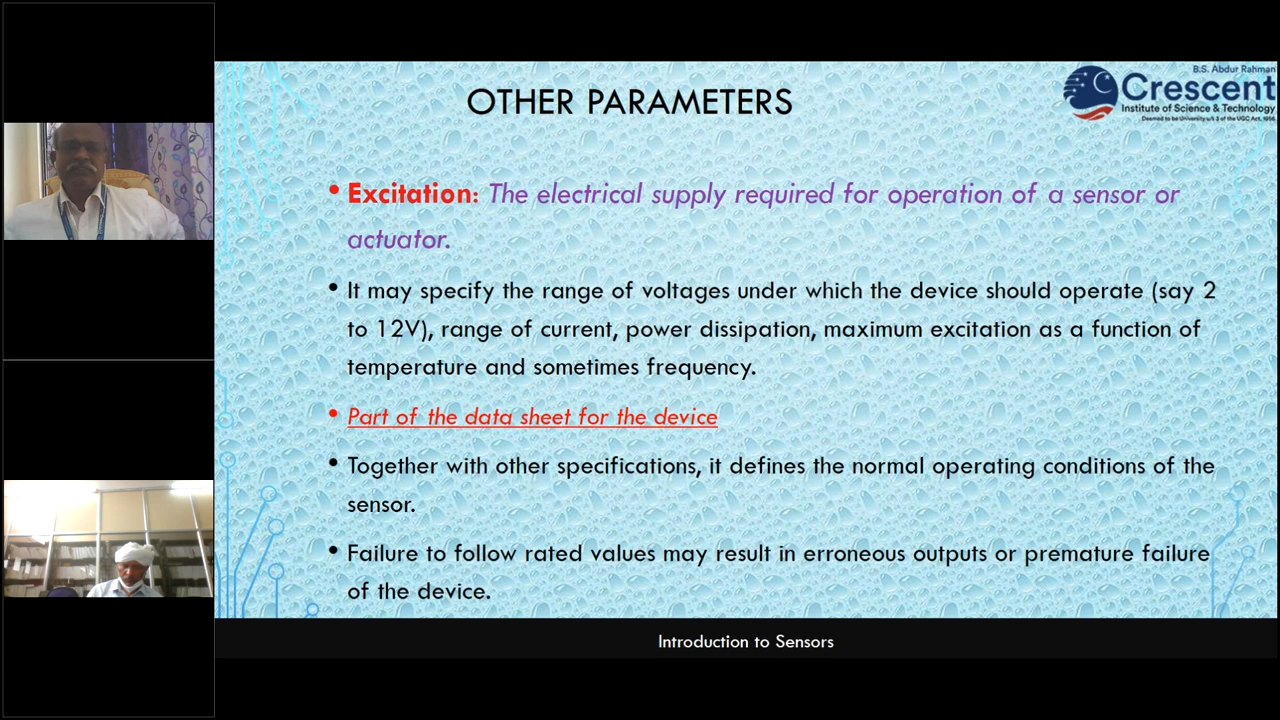 OTHER PARAMETERS
B.S. Abdur Rahman
Crescent
Institute of Science & Technology
Deemed to be University u/s 3 of the UGC Act, 1956
• Excitation: The electrical supply required for operation of a sensor or
actuator.
• It may specify the range of voltages under which the device should operate (say 2
to 12V), range of current, power dissipation, maximum excitation as a function of
temperature and sometimes frequency.
• Part of the data sheet for the device
• Together with other specifications, it defines the normal operating conditions of the
sensor.
• Failure to follow rated values may result in erroneous outputs or premature failure
of the device.
Introduction to Sensors